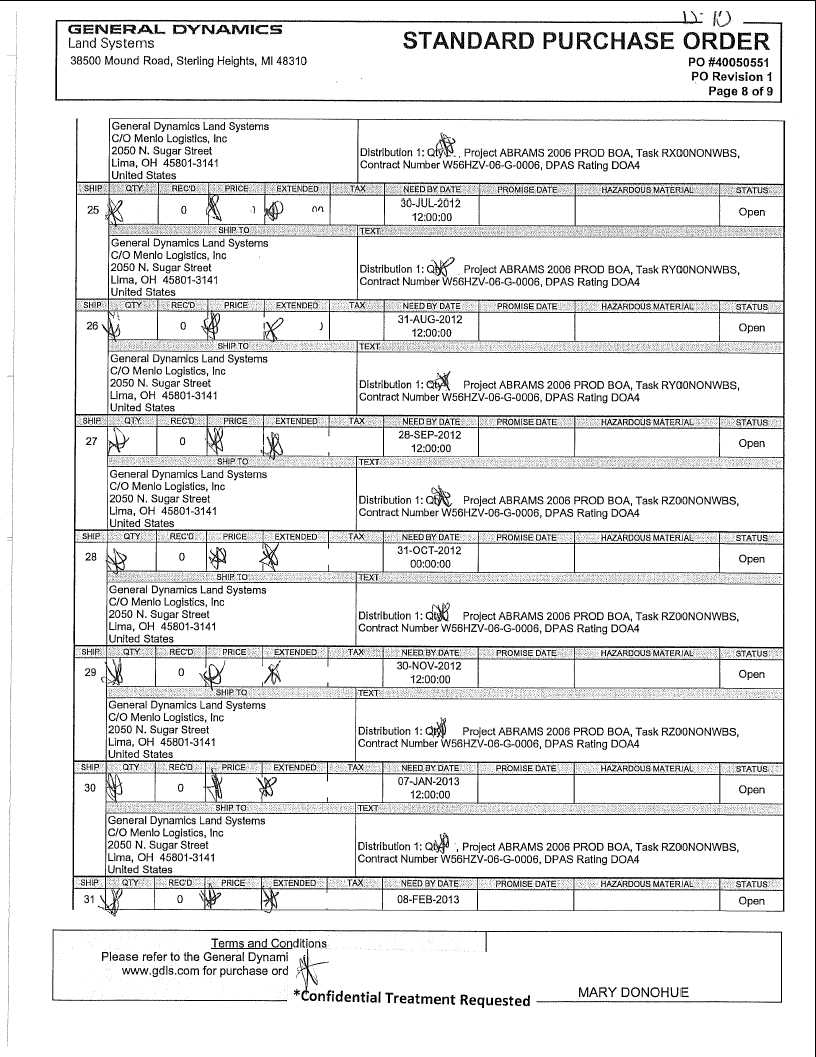 D-10
GENERAL DYNAMICS
Land Systems
38500 Mound Road, Sterling Heights, MI 48310
STANDARD PURCHASE ORDER
PO #40050551
PO Revision 1
Page 8 of 9
General Dynamics Land Systems
C/O Menlo Logistics, Inc
2050 N. Sugar Street
Lima, OH 45801-3141
United States
Distribution 1: Qty , Project ABRAMS 2006 PROD BOA, Task RX00NONWBS,
Contract Number W56HZV-06-G-0006, DPAS Rating DOA4
SHIP QTY REC'D PRICE EXTENDED TAX NEED BY DATE PROMISE DATE HAZARDOUS MATERIAL STATUS
25 0 30-JUL-2012 Open
12:00:00
SHIP TO TEXT
General Dynamics Land Systems
C/O Menlo Logistics, Inc
2050 N. Sugar Street
Lima, OH 45801-3141
United States
Distribution 1: Qty , Project ABRAMS 2006 PROD BOA, Task RY00NONWBS,
Contract Number W56HZV-06-G-0006, DPAS Rating DOA4
SHIP QTY REC'D PRICE EXTENDED TAX NEED BY DATE PROMISE DATE HAZARDOUS MATERIAL STATUS
26 0 31-AUG-2012 Open
12:00:00
SHIP TO TEXT
General Dynamics Land Systems
C/O Menlo Logistics, Inc
2050 N. Sugar Street
Lima, OH 45801-3141
United States
Distribution 1: Qty Project ABRAMS 2006 PROD BOA, Task RY00NONWBS,
Contract Number W56HZV-06-G-0006, DPAS Rating DOA4
SHIP QTY REC'D PRICE EXTENDED TAX NEED BY DATE PROMISE DATE HAZARDOUS MATERIAL STATUS
27 0 28-SEP-2012 Open
12:00:00
SHIP TO TEXT
General Dynamics Land Systems
C/O Menlo Logistics, Inc
2050 N. Sugar Street
Lima, OH 45801-3141
United States
Distribution 1: Qty Project ABRAMS 2006 PROD BOA, Task RZ00NONWBS,
Contract Number W56HZV-06-G-0006, DPAS Rating DOA4
SHIP QTY REC'D PRICE EXTENDED TAX NEED BY DATE PROMISE DATE HAZARDOUS MATERIAL STATUS
28 0 31-OCT-2012 Open
00:00:00
SHIP TO TEXT
General Dynamics Land Systems
C/O Menlo Logistics, Inc
2050 N. Sugar Street
Lima, OH 45801-3141
United States
Distribution 1: Qty Project ABRAMS 2006 PROD BOA, Task RZ00NONWBS,
Contract Number W56HZV-06-G-0006, DPAS Rating DOA4
SHIP QTY REC'D PRICE EXTENDED TAX NEED BY DATE PROMISE DATE HAZARDOUS MATERIAL STATUS
29 0 30-NOV-2012 Open
12:00:00
SHIP TO TEXT
General Dynamics Land Systems
C/O Menlo Logistics, Inc
2050 N. Sugar Street
Lima, OH 45801-3141
United States
Distribution 1: Qty Project ABRAMS 2006 PROD BOA, Task RZ00NONWBS,
Contract Number W56HZV-06-G-0006, DPAS Rating DOA4
SHIP QTY REC'D PRICE EXTENDED TAX NEED BY DATE PROMISE DATE HAZARDOUS MATERIAL STATUS
30 0 07-JAN-2013 Open
12:00:00
SHIP TO TEXT
General Dynamics Land Systems
C/O Menlo Logistics, Inc
2050 N. Sugar Street
Lima, OH 45801-3141
United States
Distribution 1: Qty , Project ABRAMS 2006 PROD BOA, Task RZ00NONWBS,
Contract Number W56HZV-06-G-0006, DPAS Rating DOA4
SHIP QTY REC'D PRICE EXTENDED TAX NEED BY DATE PROMISE DATE HAZARDOUS MATERIAL STATUS
31 0 08-FEB-2013 Open
Terms and Conditions
Please refer to the General Dynami
www.gdls.com for purchase ord
*Confidential Treatment Requested
MARY DONOHUE